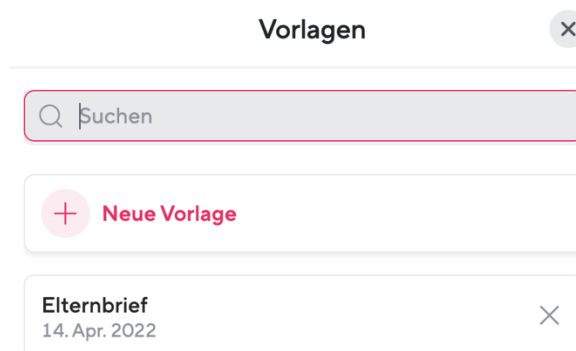 Vorlagen
Suchen
Neue Vorlage
Elternbrief
14. Apr. 2022